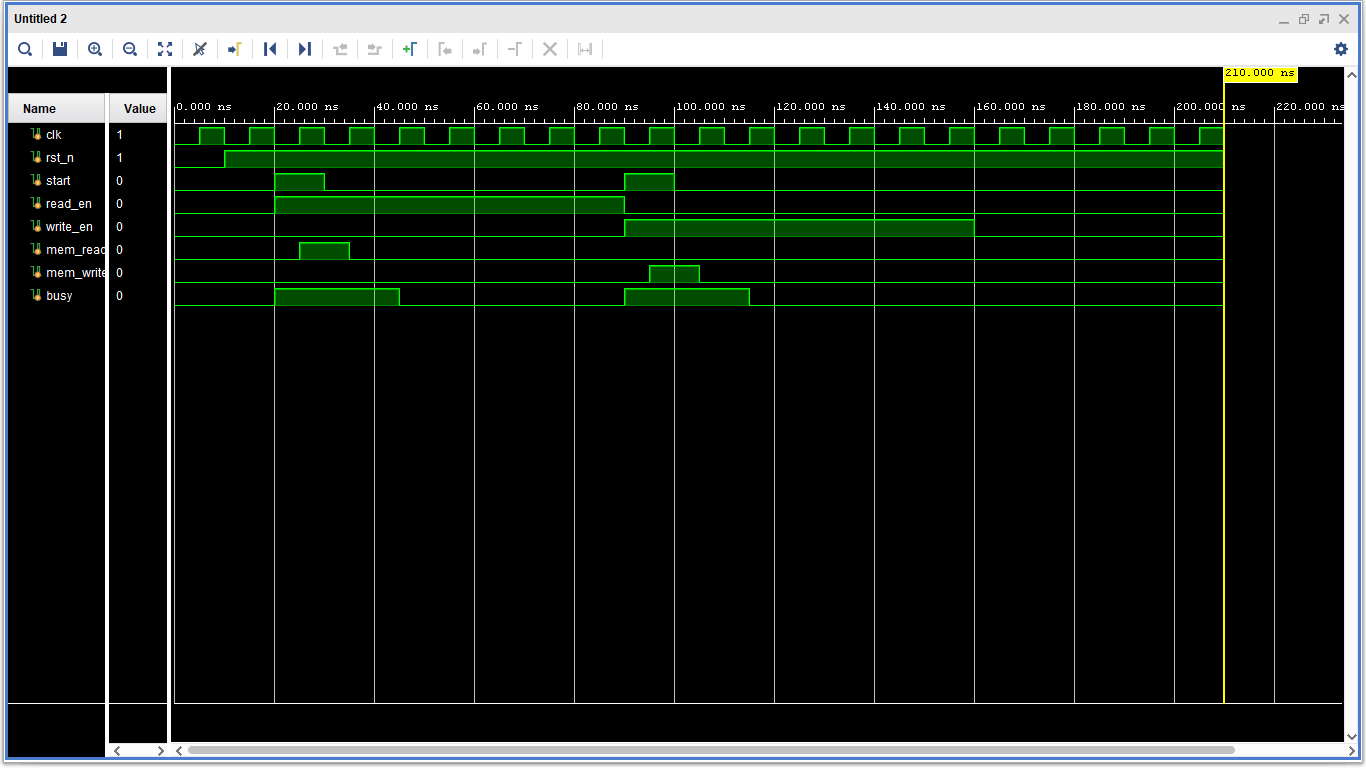 Untitled 2
210.000 ns
Name Value
0.000 ns 20.000 ns 40.000 ns 60.000 ns 80.000 ns 100.000 ns 120.000 ns 140.000 ns 160.000 ns 180.000 ns 200.000 ns 220.000 ns
clk 1
rst_n 1
start 0
read_en 0
write_en 0
mem_read 0
mem_write 0
busy 0